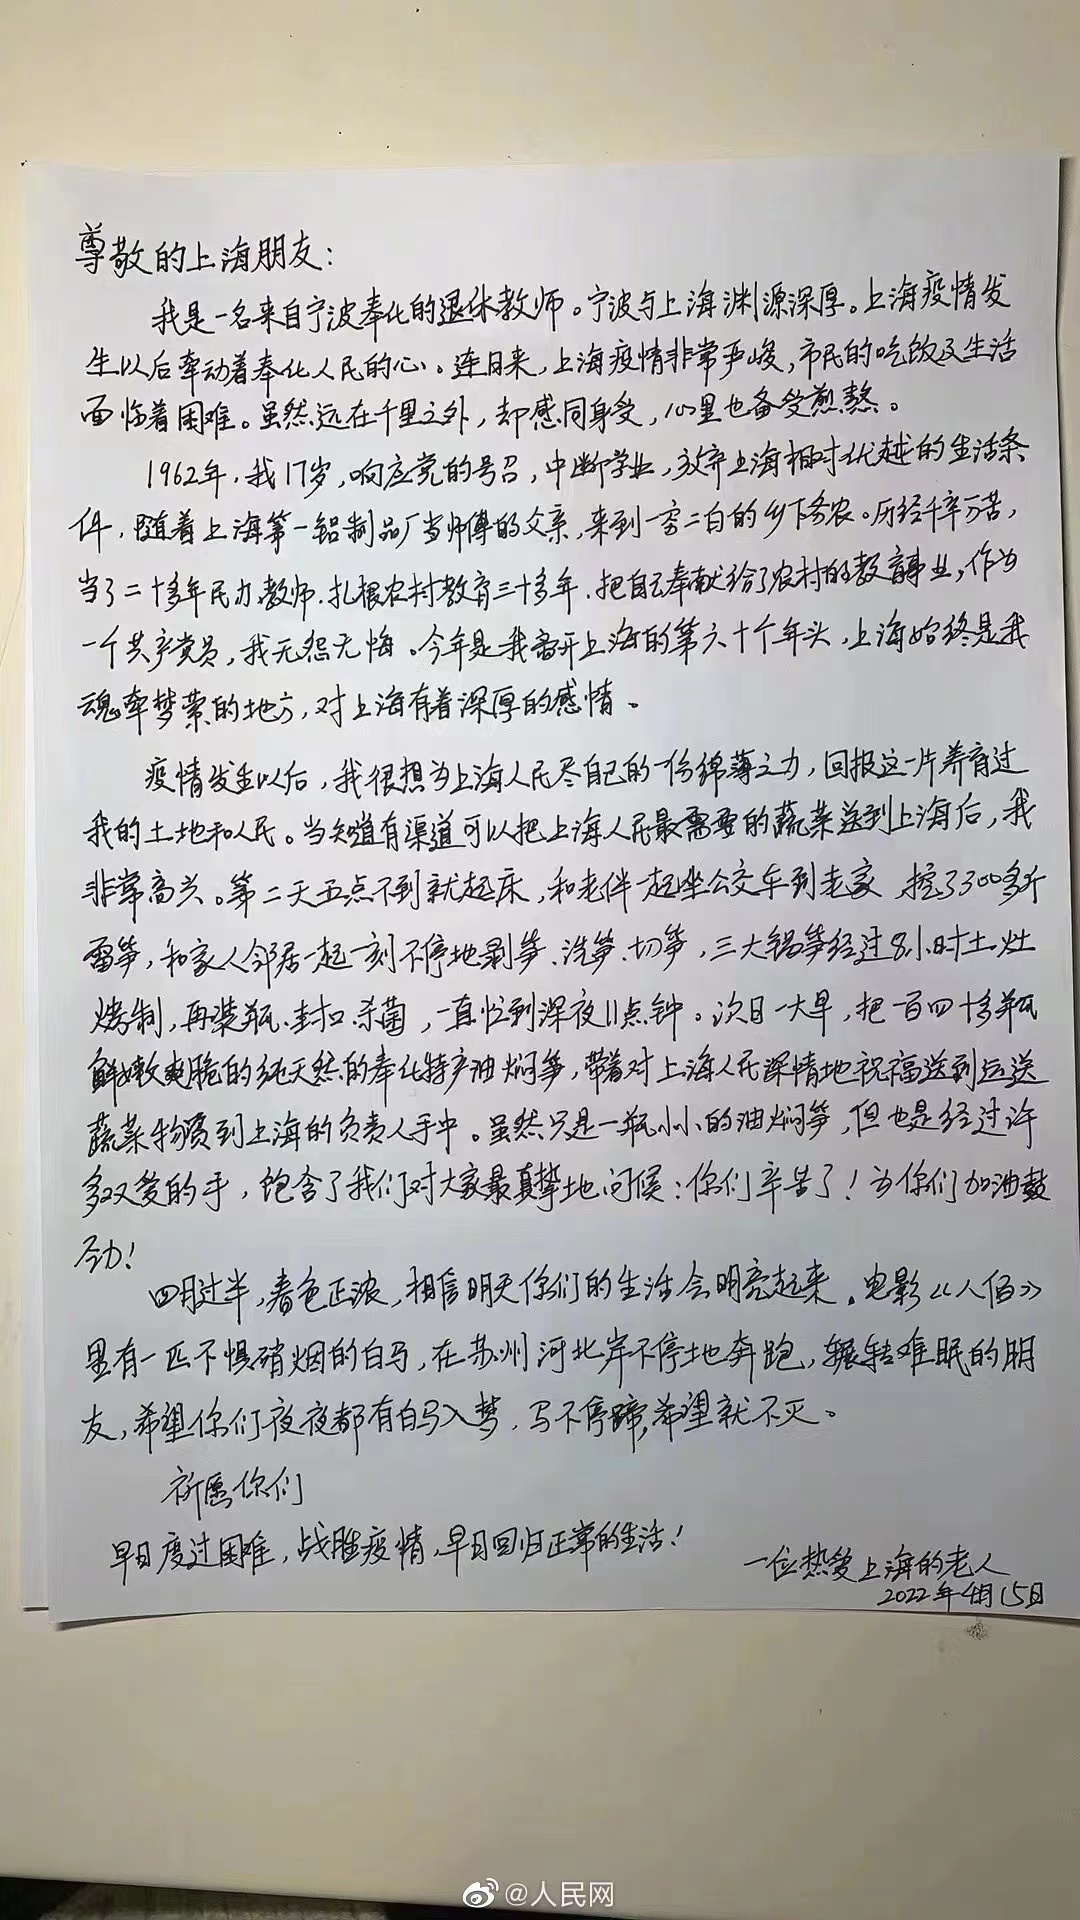 尊敬的上海朋友：
我是一名来自宁波奉化的退休教师。宁波与上海渊源深厚。上海疫情发
生以后牵动着奉化人民的心。连日来，上海疫情非常严峻，市民的吃饭及生活
面临着困难。虽然远在千里之外，却感同身受，心里也备受煎熬。
1962年，我17岁，响应党的号召，中断学业，放弃上海相对优越的生活条
件，随着上海第一铝制品厂当师傅的父亲，来到一穷二白的乡下务农。历经千辛万苦，
当了二十多年民办教师，扎根农村教育三十多年，把自己奉献给了农村的教育事业，作为
一个共产党员，我无怨无悔。今年是我离开上海的第六十个年头，上海始终是我
魂牵梦萦的地方，对上海有着深厚的感情。
疫情发生以后，我很想为上海人民尽自己的一份绵薄之力，回报这一片养育过
我的土地和人民。当知道有渠道可以把上海人民最需要的蔬菜送到上海后，我
非常高兴。第二天五点不到就起床，和老伴一起坐公交车到老家 挖了300多斤
雷笋，和家人邻居一起一刻不停地剥笋、洗笋、切笋，三大锅笋经过8小时土灶
烤制，再装瓶、封口、杀菌，一直忙到深夜11点钟。次日一大早，把一百四十多瓶
鲜嫩爽脆的纯天然的奉化特产油焖笋，带着对上海人民深情地祝福送到运送
蔬菜物资到上海的负责人手中。虽然只是一瓶小小的油焖笋，但也是经过许
多双爱的手，饱含了我们对大家最真挚地问候：你们辛苦了！为你们加油鼓
劲！
四月过半，春色正浓，相信明天你们的生活会明亮起来。电影《八佰》
里有一匹不惧硝烟的白马，在苏州河北岸不停地奔跑，辗转难眠的朋
友，希望你们夜夜都有白马入梦，马不停蹄，希望就不灭。
祈愿你们
早日度过困难，战胜疫情，早日回归正常的生活！
一位热爱上海的老人
2022年4月15日
@人民网